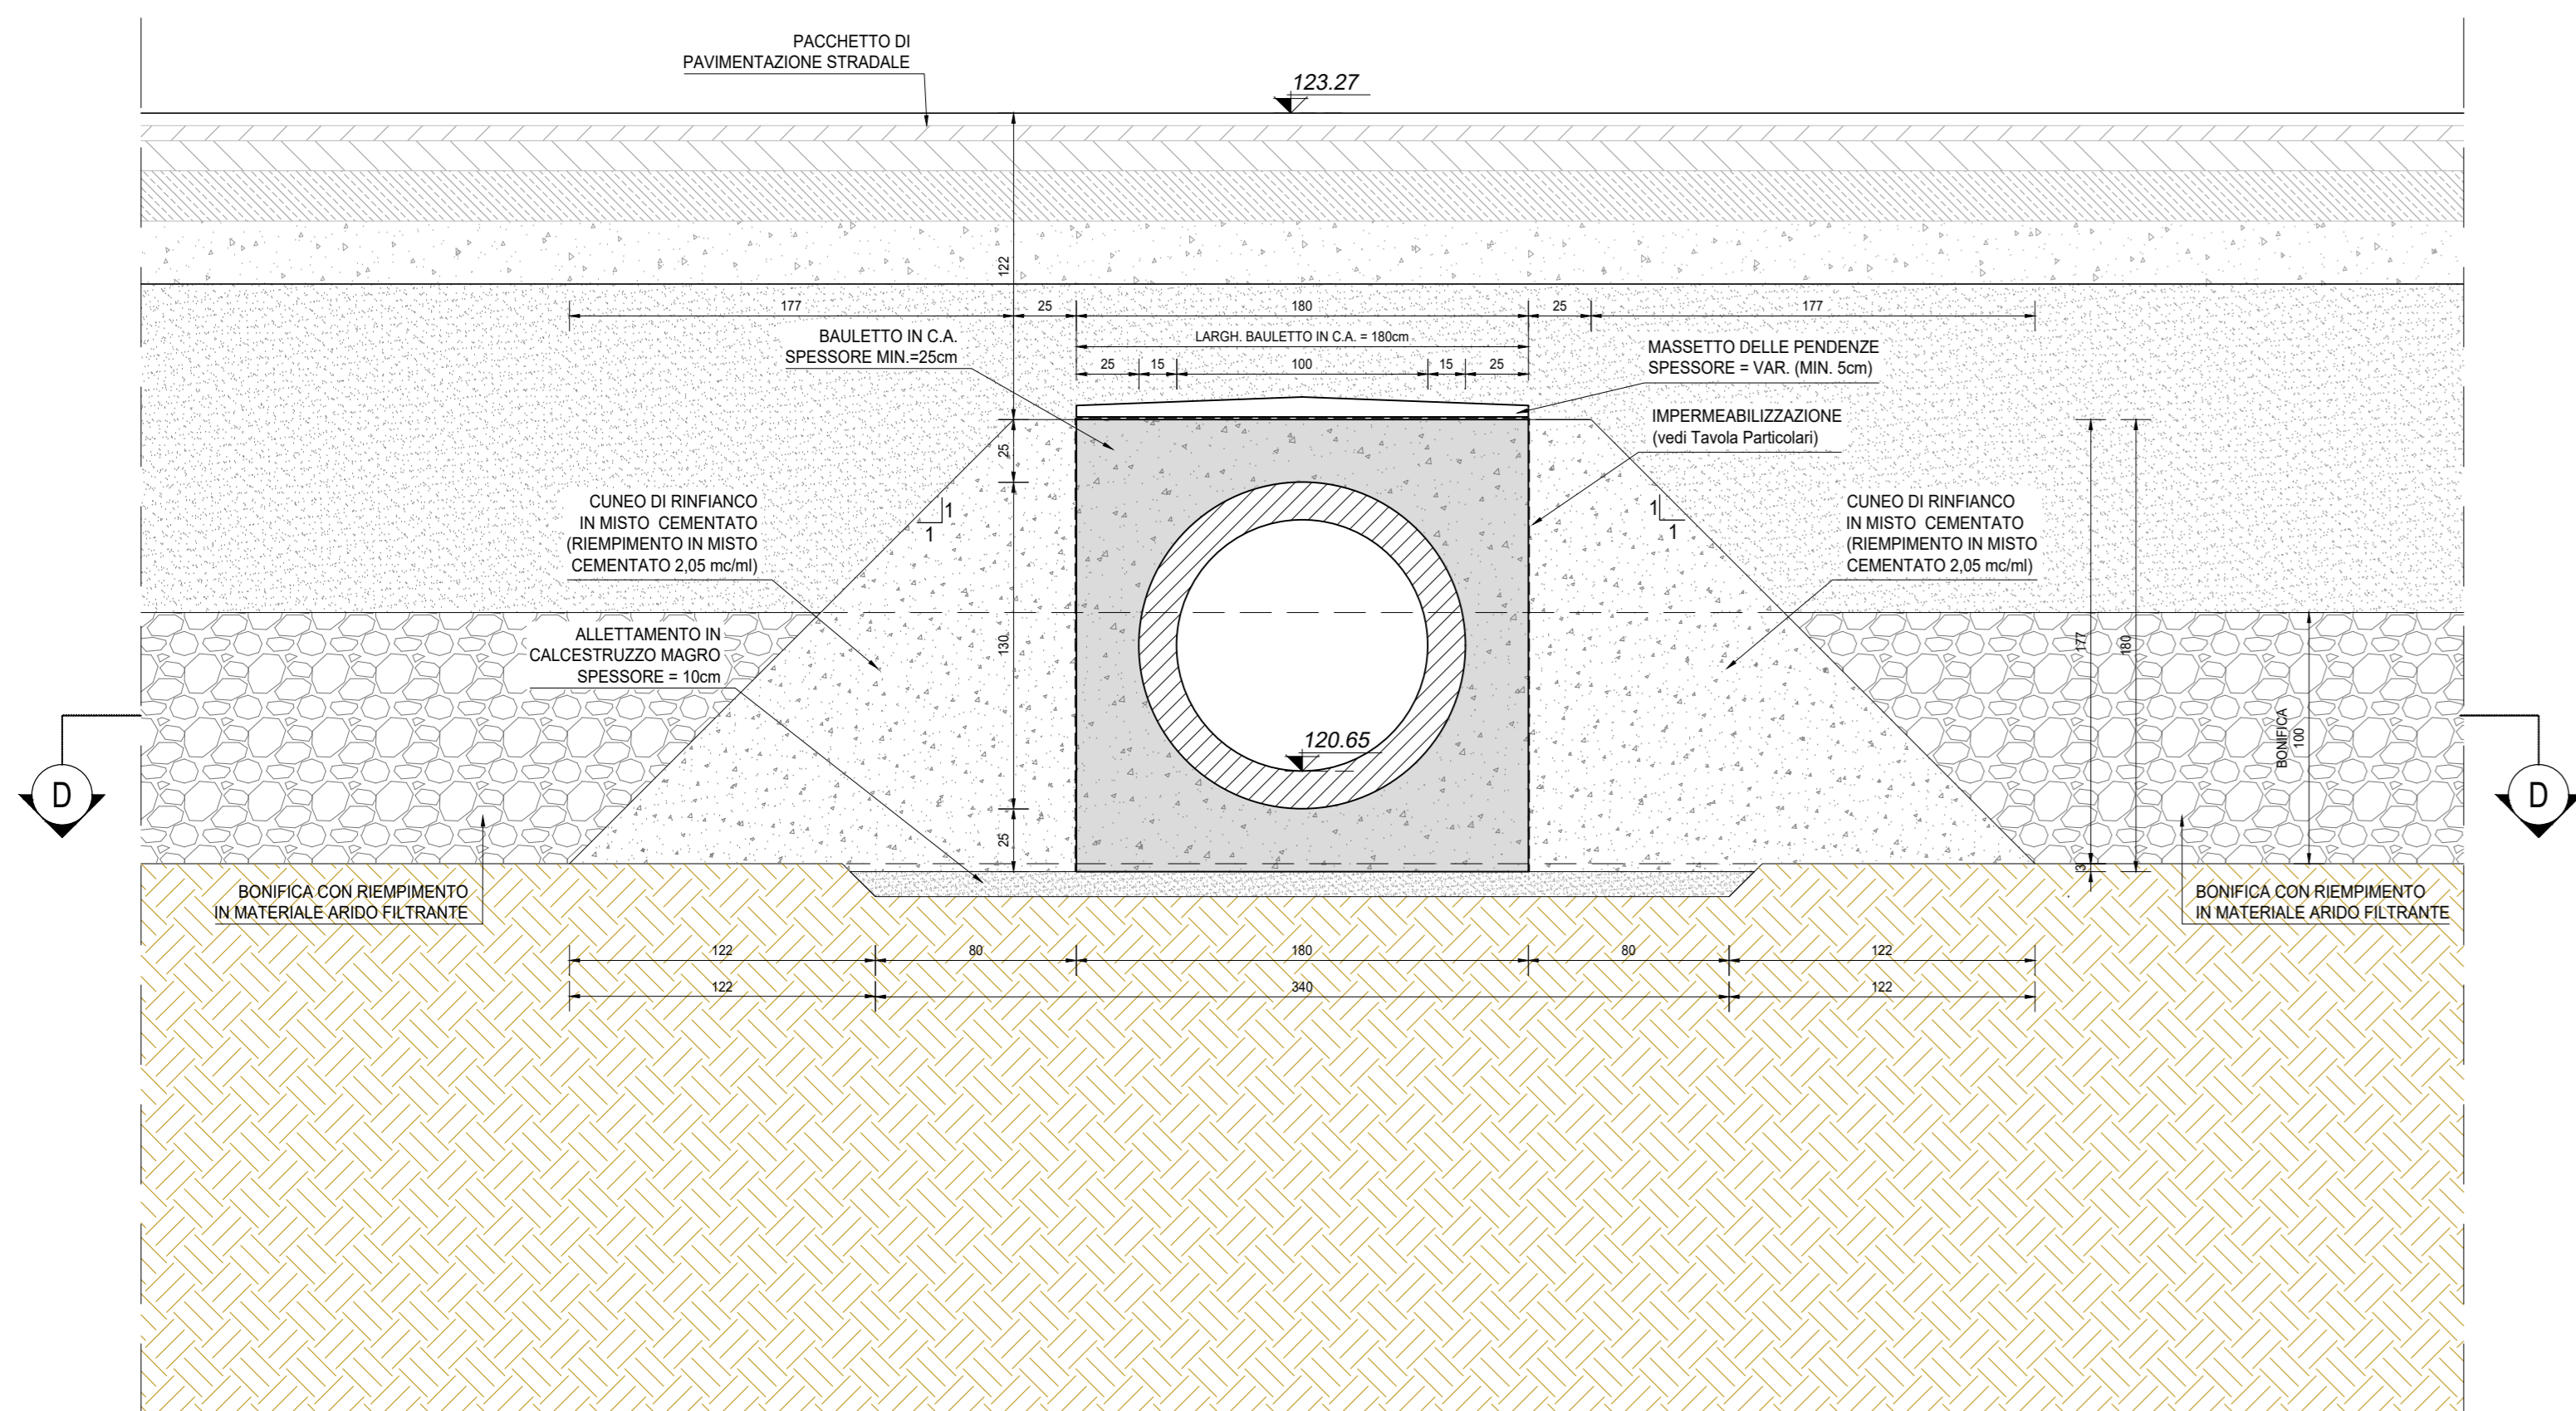 PACCHETTO DI
PAVIMENTAZIONE STRADALE
123.27
122
177
25
180
25
177
LARGH. BAULETTO IN C.A. = 180cm
25
15
100
15
25
BAULETTO IN C.A.
SPESSORE MIN.=25cm
MASSETTO DELLE PENDENZE
SPESSORE = VAR. (MIN. 5cm)
IMPERMEABILIZZAZIONE
(vedi Tavola Particolari)
25
CUNEO DI RINFIANCO
IN MISTO CEMENTATO
(RIEMPIMENTO IN MISTO
CEMENTATO 2,05 mc/ml)
1
1
1
1
CUNEO DI RINFIANCO
IN MISTO CEMENTATO
(RIEMPIMENTO IN MISTO
CEMENTATO 2,05 mc/ml)
ALLETTAMENTO IN
CALCESTRUZZO MAGRO
SPESSORE = 10cm
130
177
180
BONIFICA
100
120.65
D
D
25
3
BONIFICA CON RIEMPIMENTO
IN MATERIALE ARIDO FILTRANTE
BONIFICA CON RIEMPIMENTO
IN MATERIALE ARIDO FILTRANTE
122
80
180
80
122
122
340
122